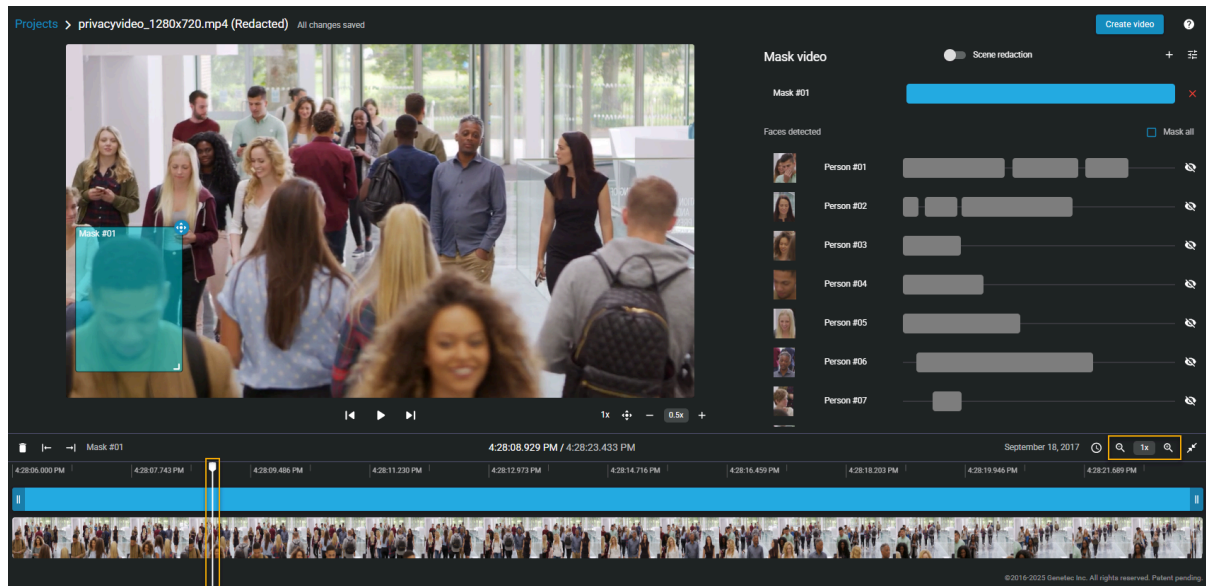 Projects > privacyvideo_1280x720.mp4 (Redacted) All changes saved
Create video
?
Mask video
Scene redaction
Mask #01
Faces detected
Mask all
Person #01
Person #02
Person #03
Person #04
Person #05
Person #06
Person #07
Mask #01
1x
0.5x
Mask #01
4:28:08.929 PM / 4:28:23.433 PM
September 18, 2017
1x
4:28:06.000 PM
4:28:07.743 PM
4:28:09.486 PM
4:28:11.230 PM
4:28:12.973 PM
4:28:14.716 PM
4:28:16.459 PM
4:28:18.203 PM
4:28:19.946 PM
4:28:21.689 PM
©2016-2025 Genetec Inc. All rights reserved. Patent pending.